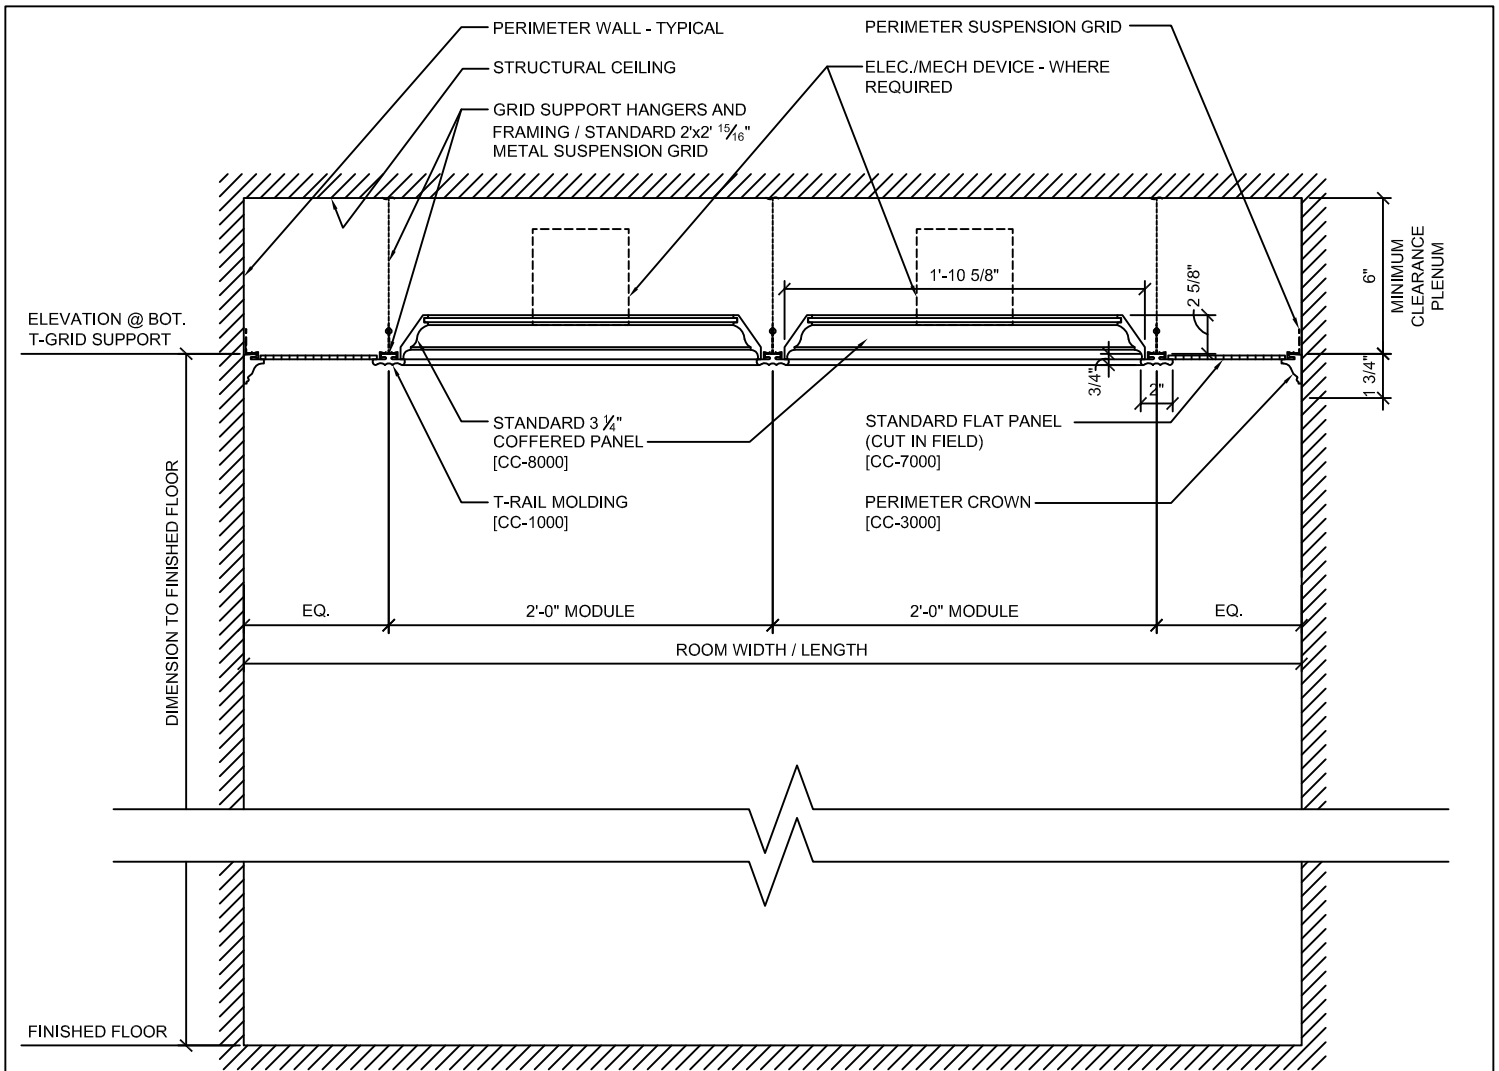 PERIMETER WALL - TYPICAL
STRUCTURAL CEILING
GRID SUPPORT HANGERS AND
FRAMING / STANDARD 2'x2' 15/16"
METAL SUSPENSION GRID
PERIMETER SUSPENSION GRID
ELEC./MECH DEVICE - WHERE
REQUIRED
1'-10 5/8"
2 5/8"
6"
MINIMUM
CLEARANCE
PLENUM
ELEVATION @ BOT.
T-GRID SUPPORT
3/4"
2"
1 3/4"
STANDARD 3 1/4"
COFFERED PANEL
[CC-8000]
T-RAIL MOLDING
[CC-1000]
STANDARD FLAT PANEL
(CUT IN FIELD)
[CC-7000]
PERIMETER CROWN
[CC-3000]
DIMENSION TO FINISHED FLOOR
EQ.
2'-0" MODULE
2'-0" MODULE
EQ.
ROOM WIDTH / LENGTH
FINISHED FLOOR